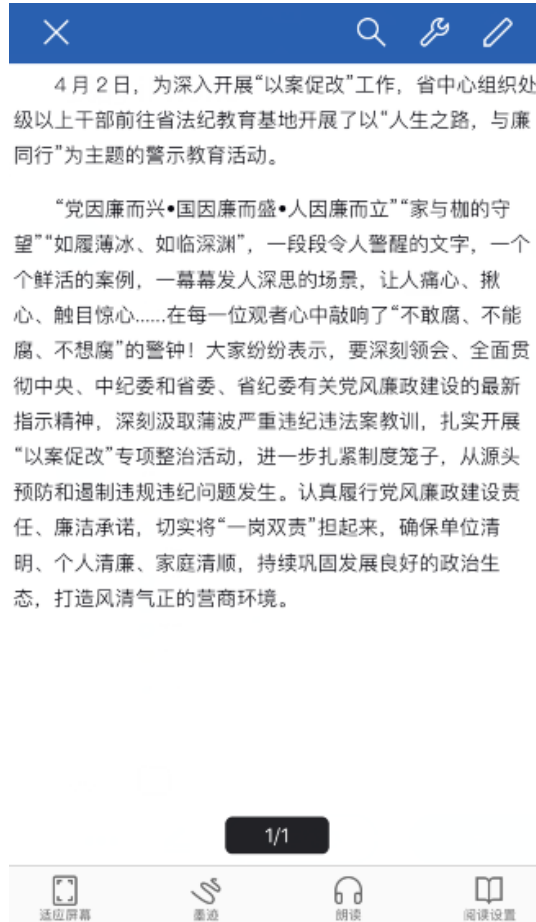 4月2日，为深入开展“以案促改”工作，省中心组织处
级以上干部前往省法纪教育基地开展了以“人生之路，与廉
同行”为主题的警示教育活动。
“党因廉而兴•国因廉而盛•人因廉而立”“家与枷的守
望”“如履薄冰、如临深渊”，一段段令人警醒的文字，一个
个鲜活的案例，一幕幕发人深思的场景，让人痛心、揪
心、触目惊心......在每一位观者心中敲响了“不敢腐、不能
腐、不想腐”的警钟！大家纷纷表示，要深刻领会、全面贯
彻中央、中纪委和省委、省纪委有关党风廉政建设的最新
指示精神，深刻汲取蒲波严重违纪违法案教训，扎实开展
“以案促改”专项整治活动，进一步扎紧制度笼子，从源头
预防和遏制违规违纪问题发生。认真履行党风廉政建设责
任、廉洁承诺，切实将“一岗双责”担起来，确保单位清
明、个人清廉、家庭清顺，持续巩固发展良好的政治生
态，打造风清气正的营商环境。
1/1
适应屏幕 墨迹 朗读 阅读设置